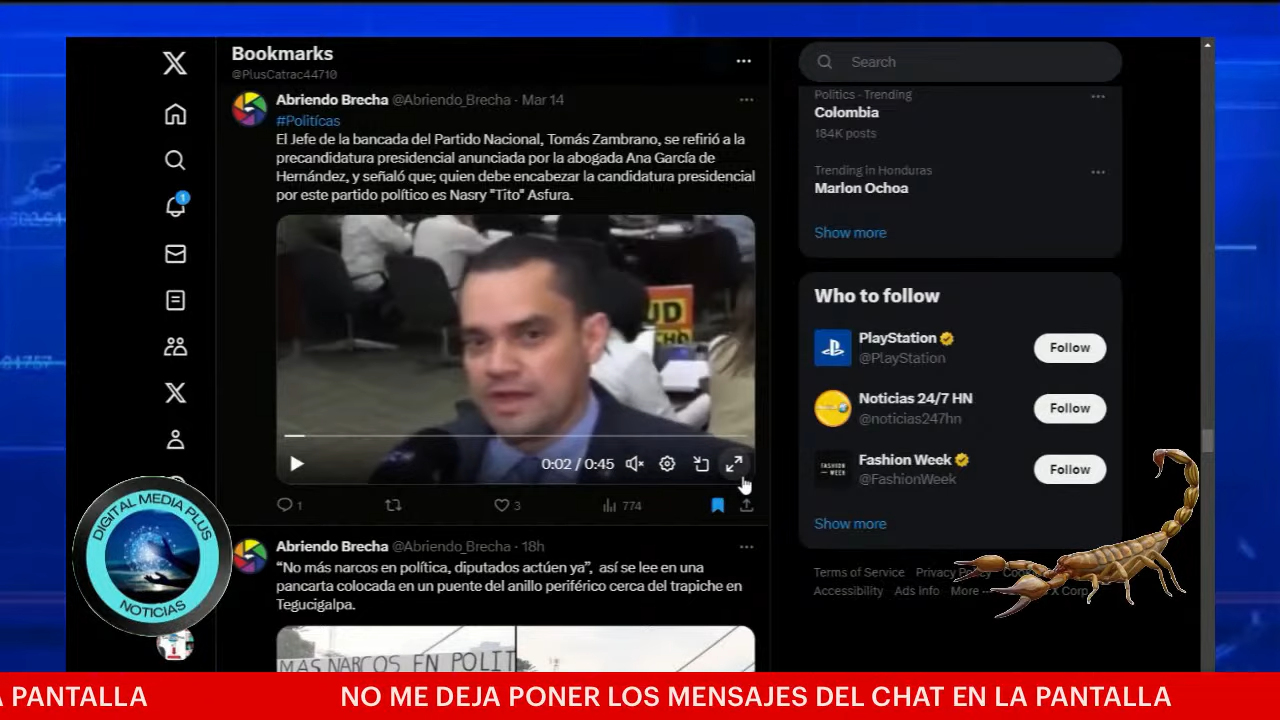 Bookmarks
@PlusCatrac44710
Abriendo Brecha @Abriendo_Brecha · Mar 14
#Políticas
El Jefe de la bancada del Partido Nacional, Tomás Zambrano, se refirió a la
precandidatura presidencial anunciada por la abogada Ana García de
Hernández, y señaló que; quien debe encabezar la candidatura presidencial
por este partido político es Nasry "Tito" Asfura.
UD
0:02 / 0:45
1
3
774
Abriendo Brecha @Abriendo_Brecha · 18h
“No más narcos en política, diputados actúen ya”, así se lee en una
pancarta colocada en un puente del anillo periférico cerca del trapiche en
Tegucigalpa.
MAS NARCOS EN POLIT
Search
Politics · Trending
Colombia
184K posts
Trending in Honduras
Marlon Ochoa
Show more
Who to follow
PlayStation
@PlayStation
Follow
Noticias 24/7 HN
@noticias247hn
Follow
FASHION
WEEK
Fashion Week
@FashionWeek
Follow
Show more
Terms of Service Privacy Policy
Accessibility Ads info More X Corp
1
DIGITAL MEDIA PLUS
NOTICIAS
A PANTALLA NO ME DEJA PONER LOS MENSAJES DEL CHAT EN LA PANTALLA